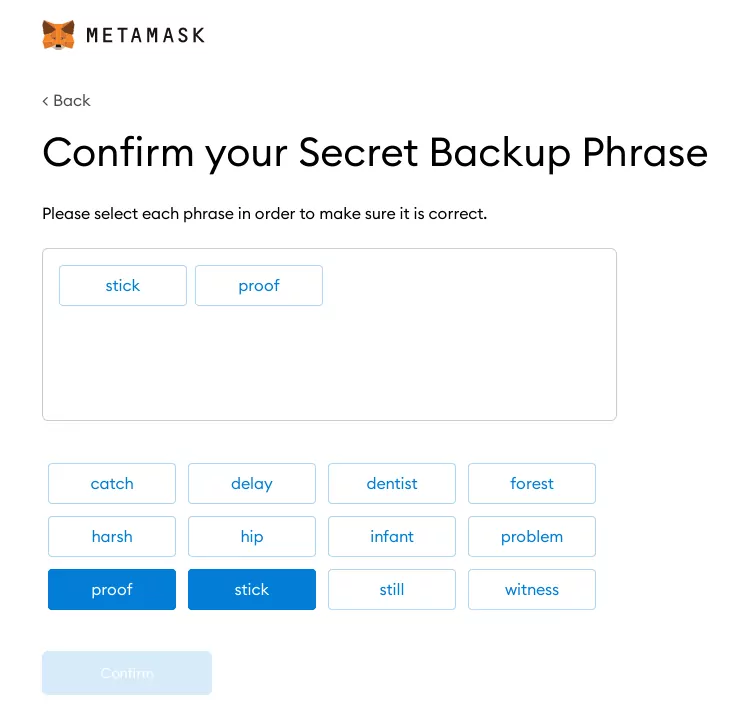 METAMASK
< Back
Confirm your Secret Backup Phrase
Please select each phrase in order to make sure it is correct.
stick proof
catch delay dentist forest
harsh hip infant problem
proof stick still witness
Confirm